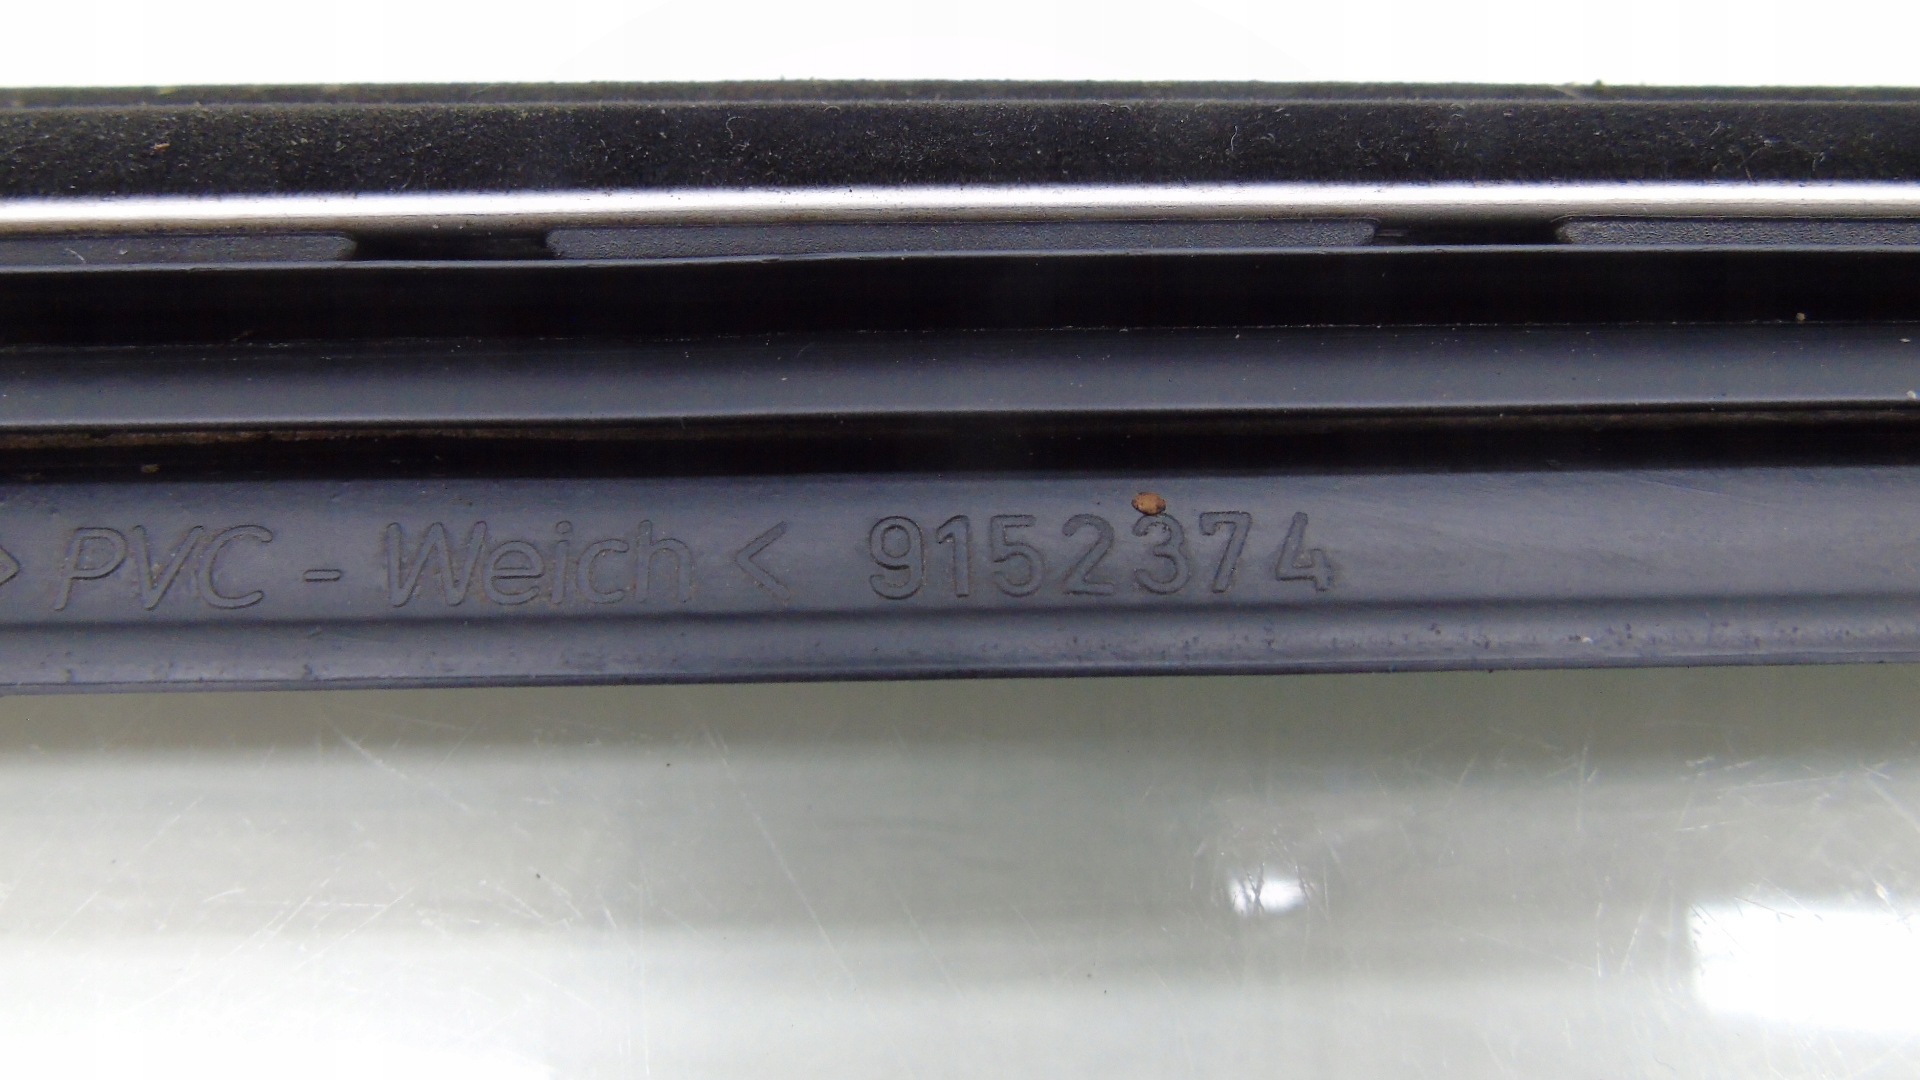 > PVC - Weich < 9152374